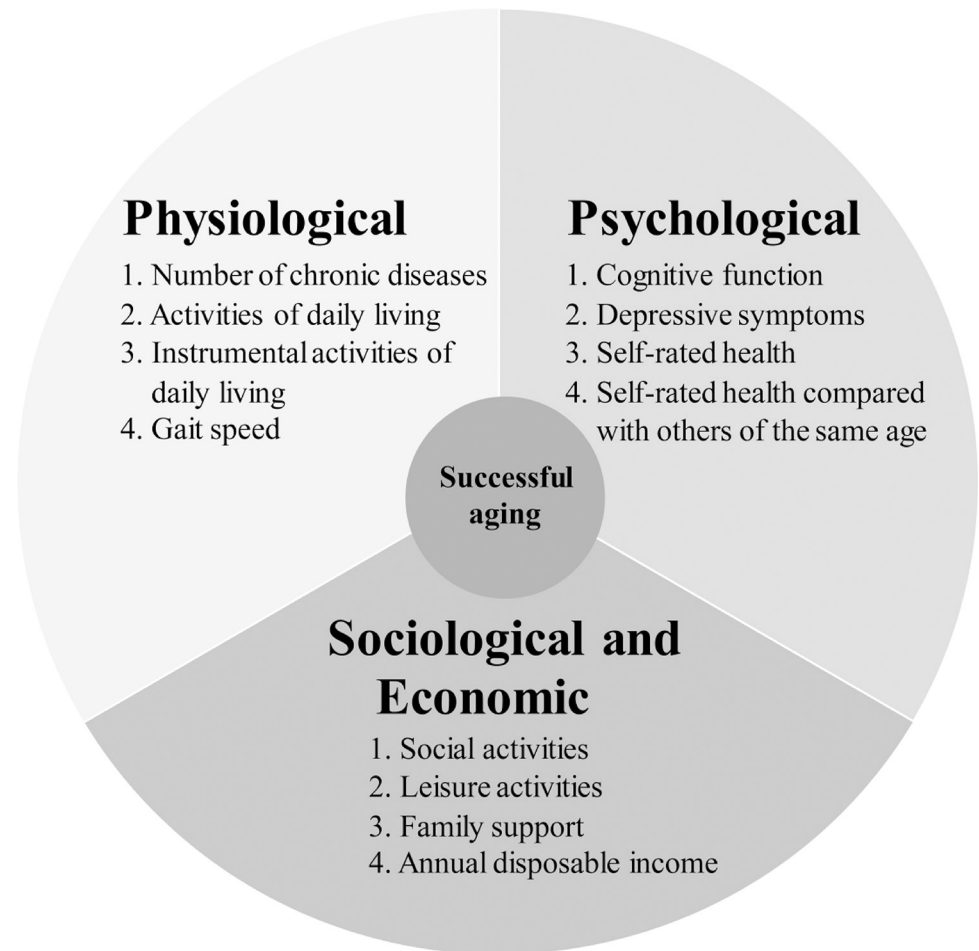 Physiological
1. Number of chronic diseases
2. Activities of daily living
3. Instrumental activities of
daily living
4. Gait speed
Psychological
1. Cognitive function
2. Depressive symptoms
3. Self-rated health
4. Self-rated health compared
with others of the same age
Successful
aging
Sociological and
Economic
1. Social activities
2. Leisure activities
3. Family support
4. Annual disposable income